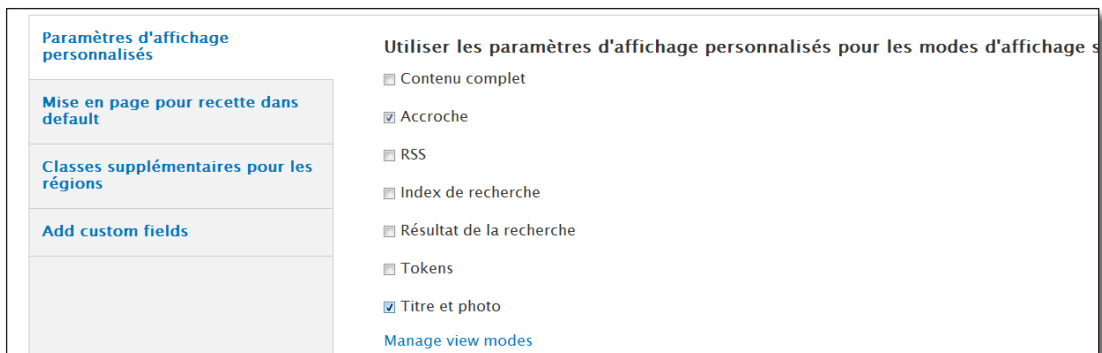 Paramètres d'affichage
personnalisés
Mise en page pour recette dans
default
Classes supplémentaires pour les
régions
Add custom fields
Utiliser les paramètres d'affichage personnalisés pour les modes d'affichage s
Contenu complet
Accroche
RSS
Index de recherche
Résultat de la recherche
Tokens
Titre et photo
Manage view modes